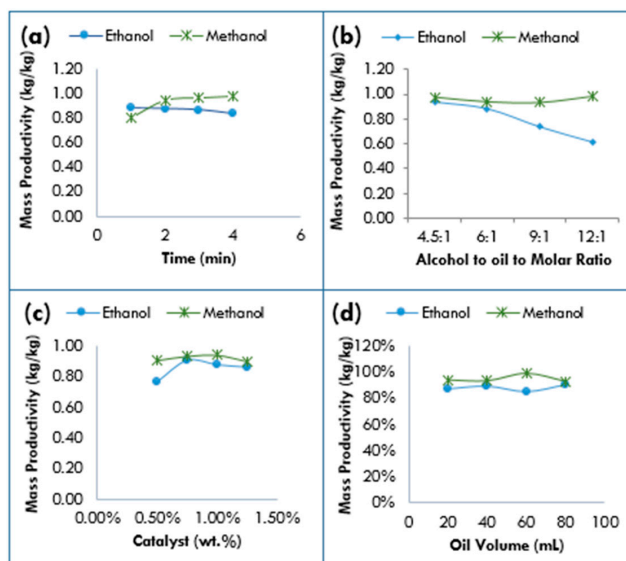 (a)
Ethanol Methanol
Mass Productivity (kg/kg)
1.20
1.00
0.80
0.60
0.40
0.20
0.00
0 2 4 6
Time (min)
(b)
Ethanol Methanol
Mass Productivity (kg/kg)
1.20
1.00
0.80
0.60
0.40
0.20
0.00
4.5:1 6:1 9:1 12:1
Alcohol to oil to Molar Ratio
(c)
Ethanol Methanol
Mass Productivity (kg/kg)
1.00
0.80
0.60
0.40
0.20
0.00
0.00% 0.50% 1.00% 1.50%
Catalyst (wt.%)
(d)
Ethanol Methanol
Mass Productivity (kg/kg)
120%
100%
80%
60%
40%
20%
0%
0 20 40 60 80 100
Oil Volume (mL)